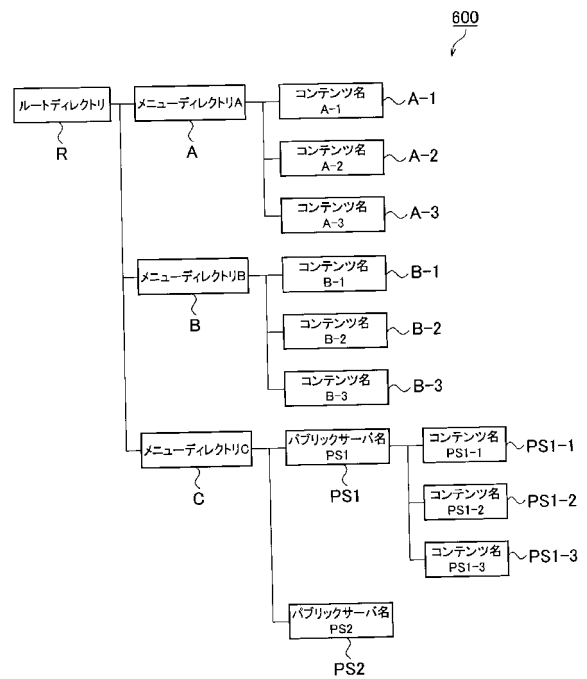 600
ルートディレクトリ
R
メニューディレクトリA
A
コンテンツ名
A-1
A-1
コンテンツ名
A-2
A-2
コンテンツ名
A-3
A-3
メニューディレクトリB
B
コンテンツ名
B-1
B-1
コンテンツ名
B-2
B-2
コンテンツ名
B-3
B-3
メニューディレクトリC
C
パブリックサーバ名
PS1
PS1
コンテンツ名
PS1-1
PS1-1
コンテンツ名
PS1-2
PS1-2
コンテンツ名
PS1-3
PS1-3
パブリックサーバ名
PS2
PS2